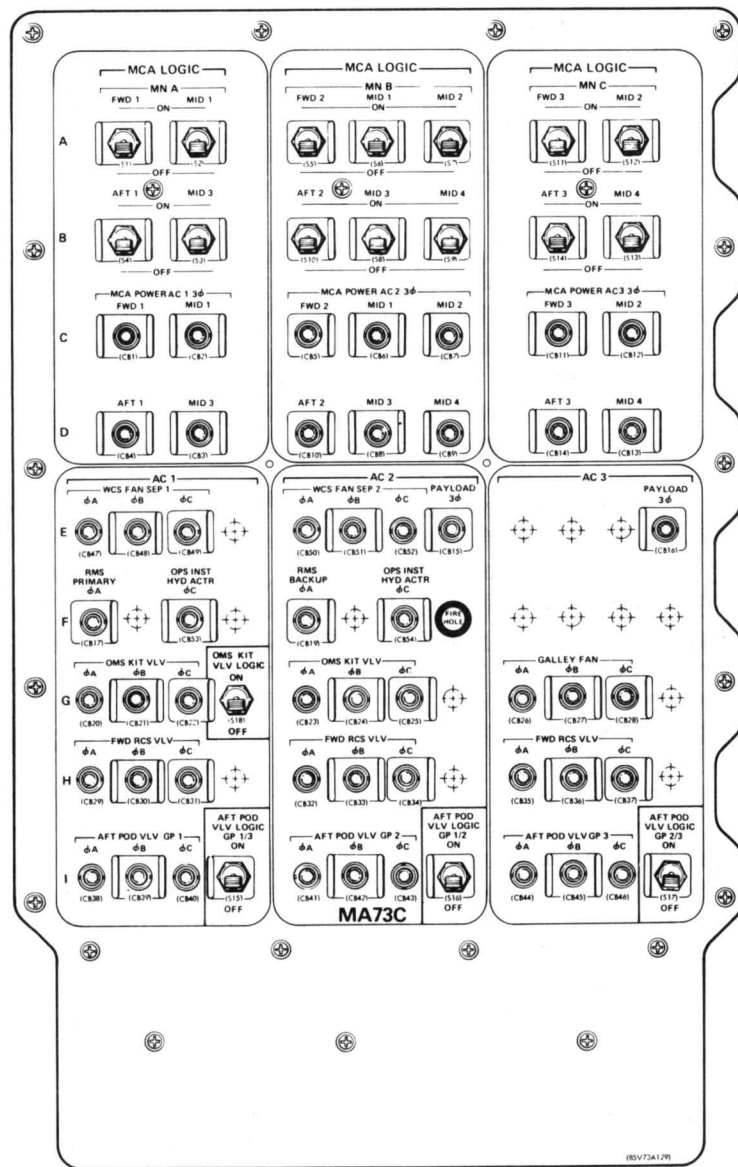 MCA LOGIC
MN A
FWD 1 MID 1
ON
A
(S1) (S2)
OFF
AFT 1 MID 3
ON
B
(S4) (S3)
OFF
MCA POWER AC 1 3ϕ
FWD 1 MID 1
C
(CB1) (CB2)
AFT 1 MID 3
D
(CB4) (CB3)
MCA LOGIC
MN B
FWD 2 MID 1 MID 2
ON
(S5) (S6) (S7)
OFF
AFT 2 MID 3 MID 4
ON
(S10) (S8) (S9)
OFF
MCA POWER AC2 3ϕ
FWD 2 MID 1 MID 2
(CB5) (CB6) (CB7)
AFT 2 MID 3 MID 4
(CB10) (CB8) (CB9)
MCA LOGIC
MN C
FWD 3 MID 2
ON
(S11) (S12)
OFF
AFT 3 MID 4
ON
(S14) (S13)
OFF
MCA POWER AC3 3ϕ
FWD 3 MID 2
(CB11) (CB12)
AFT 3 MID 4
(CB14) (CB13)
AC 1
WCS FAN SEP 1
ϕA ϕB ϕC
E
(CB47) (CB48) (CB49)
RMS
PRIMARY
ϕA
OPS INST
HYD ACTR
ϕC
F
(CB17) (CB53)
OMS KIT VLV
ϕA ϕB ϕC
G
(CB20) (CB21) (CB22)
OMS KIT
VLV LOGIC
ON
(S18)
OFF
FWD RCS VLV
ϕA ϕB ϕC
H
(CB29) (CB30) (CB31)
AFT POD VLV GP 1
ϕA ϕB ϕC
I
(CB38) (CB39) (CB40)
AFT POD
VLV LOGIC
GP 1/3
ON
(S15)
OFF
AC 2
WCS FAN SEP 2
ϕA ϕB ϕC
PAYLOAD
3ϕ
(CB50) (CB51) (CB52) (CB15)
RMS
BACKUP
ϕA
OPS INST
HYD ACTR
ϕC
FIRE
HOLE
(CB19) (CB54)
OMS KIT VLV
ϕA ϕB ϕC
(CB23) (CB24) (CB25)
FWD RCS VLV
ϕA ϕB ϕC
(CB32) (CB33) (CB34)
AFT POD VLV GP 2
ϕA ϕB ϕC
(CB41) (CB42) (CB43)
AFT POD
VLV LOGIC
GP 1/2
ON
(S16)
OFF
MA73C
AC 3
PAYLOAD
3ϕ
(CB16)
GALLEY FAN
ϕA ϕB ϕC
(CB26) (CB27) (CB28)
FWD RCS VLV
ϕA ϕB ϕC
(CB35) (CB36) (CB37)
AFT POD VLV GP 3
ϕA ϕB ϕC
(CB44) (CB45) (CB46)
AFT POD
VLV LOGIC
GP 2/3
ON
(S17)
OFF
(85V73A129)